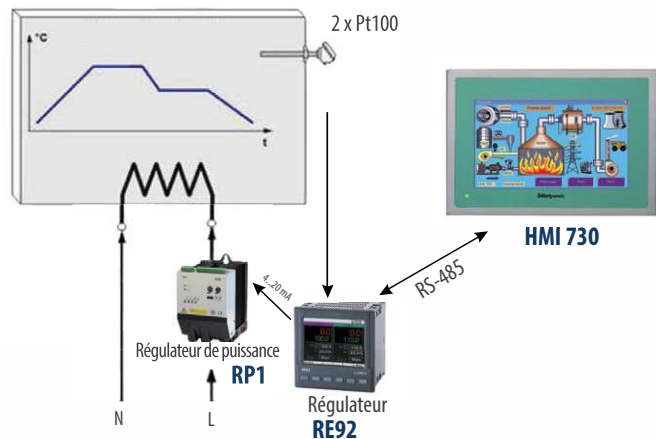 2 x Pt100
°C
t
HMI 730
RS-485
4...20 mA
Régulateur de puissance
RP1
Régulateur
RE92
N
L